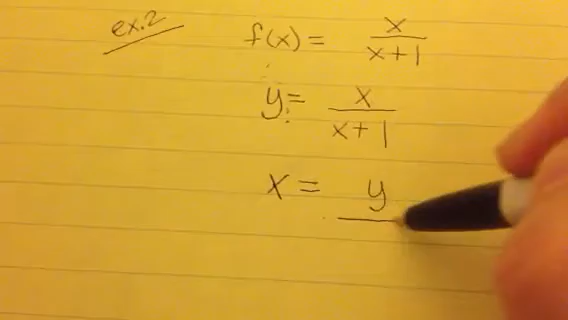 ex. 2
f(x) = x/(x+1)
y = x/(x+1)
x = y